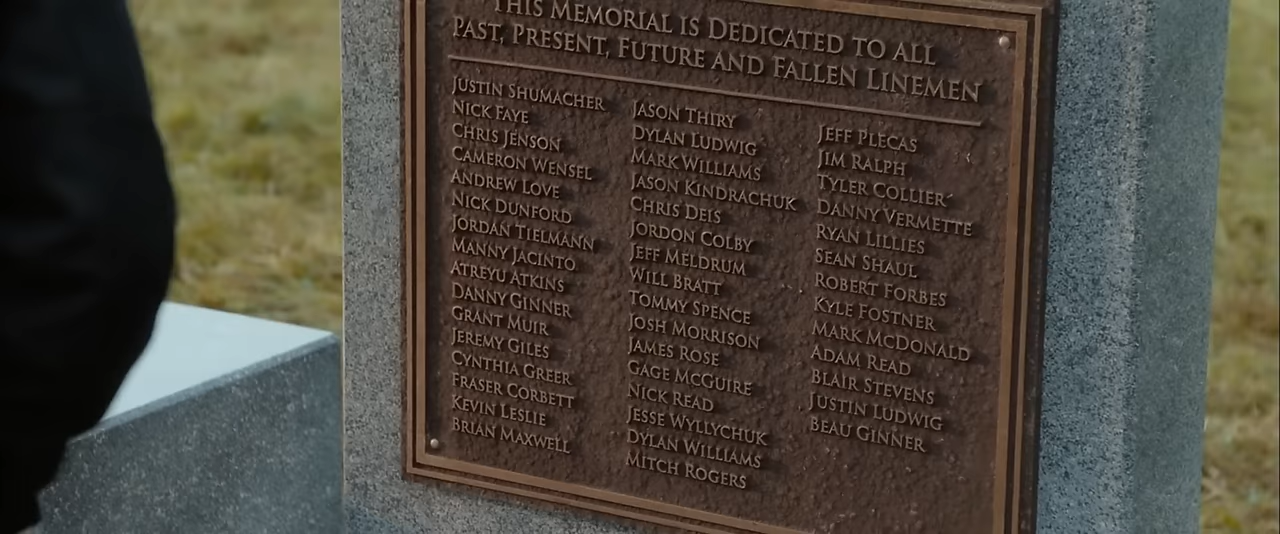 THIS MEMORIAL IS DEDICATED TO ALL
PAST, PRESENT, FUTURE AND FALLEN LINEMEN
JUSTIN SHUMACHER
NICK FAYE
CHRIS JENSON
CAMERON WENSEL
ANDREW LOVE
NICK DUNFORD
JORDAN TIELMANN
MANNY JACINTO
ATREYU ATKINS
DANNY GINNER
GRANT MUIR
JEREMY GILES
CYNTHIA GREER
FRASER CORBETT
KEVIN LESLIE
BRIAN MAXWELL
JASON THIRY
DYLAN LUDWIG
MARK WILLIAMS
JASON KINDRACHUK
CHRIS DEIS
JORDON COLBY
JEFF MELDRUM
WILL BRATT
TOMMY SPENCE
JOSH MORRISON
JAMES ROSE
GAGE MCGUIRE
NICK READ
JESSE WYLLYCHUK
DYLAN WILLIAMS
MITCH ROGERS
JEFF PLECAS
JIM RALPH
TYLER COLLIER
DANNY VERMETTE
RYAN LILLIES
SEAN SHAUL
ROBERT FORBES
KYLE FOSTNER
MARK MCDONALD
ADAM READ
BLAIR STEVENS
JUSTIN LUDWIG
BEAU GINNER